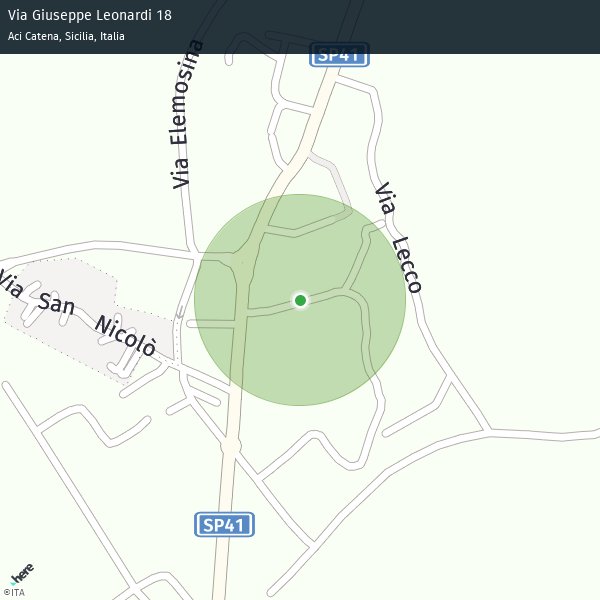 Via Giuseppe Leonardi 18
Aci Catena, Sicilia, Italia
SP41
Via Elemosina
Via Lecco
Via San Nicolò
SP41
here
©ITA